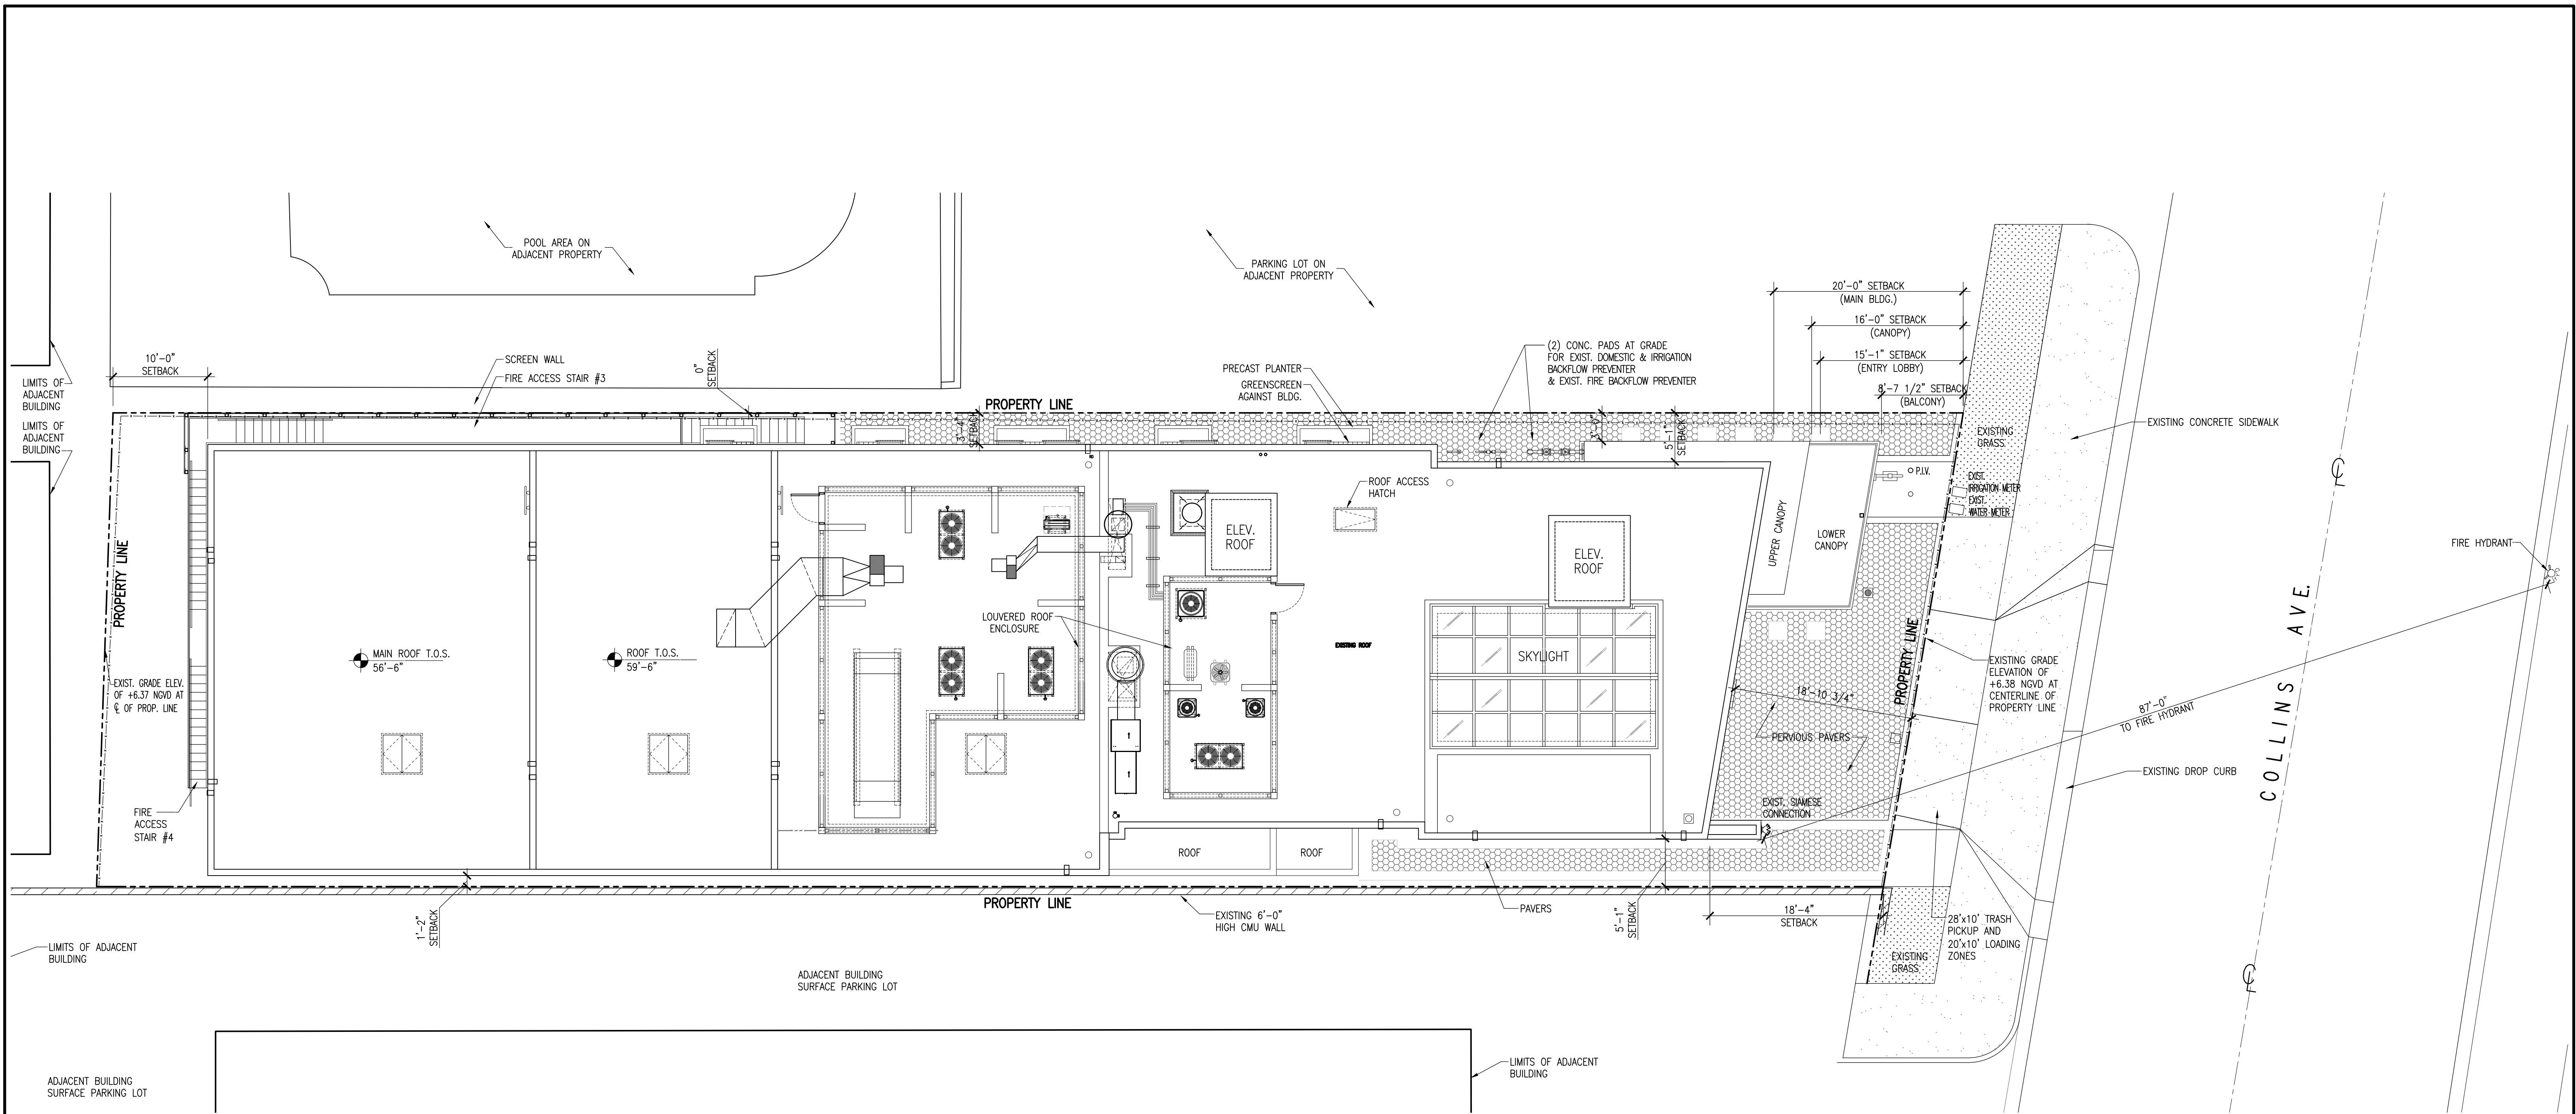 POOL AREA ON
ADJACENT PROPERTY
PARKING LOT ON
ADJACENT PROPERTY
20'-0" SETBACK
(MAIN BLDG.)
16'-0" SETBACK
(CANOPY)
15'-1" SETBACK
(ENTRY LOBBY)
8'-7 1/2" SETBACK
(BALCONY)
10'-0"
SETBACK
SCREEN WALL
FIRE ACCESS STAIR #3
0"
SETBACK
LIMITS OF
ADJACENT
BUILDING
LIMITS OF
ADJACENT
BUILDING
PRECAST PLANTER
GREENSCREEN
AGAINST BLDG.
(2) CONC. PADS AT GRADE
FOR EXIST. DOMESTIC & IRRIGATION
BACKFLOW PREVENTER
& EXIST. FIRE BACKFLOW PREVENTER
PROPERTY LINE
3'-4"
SETBACK
3'-0"
5'-1"
SETBACK
EXISTING
GRASS
EXISTING CONCRETE SIDEWALK
P.I.V.
EXIST.
IRRIGATION METER
EXIST.
WATER METER
ROOF ACCESS
HATCH
ELEV.
ROOF
ELEV.
ROOF
UPPER CANOPY
LOWER
CANOPY
FIRE HYDRANT
PROPERTY LINE
LOUVERED ROOF
ENCLOSURE
EXISTING ROOF
SKYLIGHT
MAIN ROOF T.O.S.
56'-6"
ROOF T.O.S.
59'-6"
EXIST. GRADE ELEV.
OF +6.37 NGVD AT
℄ OF PROP. LINE
PROPERTY LINE
EXISTING GRADE
ELEVATION OF
+6.38 NGVD AT
CENTERLINE OF
PROPERTY LINE
18'-10 3/4"
87'-0"
TO FIRE HYDRANT
COLLINS AVE.
℄
℄
PERVIOUS PAVERS
EXISTING DROP CURB
EXIST. SIAMESE
CONNECTION
FIRE
ACCESS
STAIR #4
ROOF
ROOF
PROPERTY LINE
1'-2"
SETBACK
EXISTING 6'-0"
HIGH CMU WALL
PAVERS
5'-1"
SETBACK
18'-4"
SETBACK
28'x10' TRASH
PICKUP AND
20'x10' LOADING
ZONES
EXISTING
GRASS
LIMITS OF ADJACENT
BUILDING
ADJACENT BUILDING
SURFACE PARKING LOT
LIMITS OF ADJACENT
BUILDING
ADJACENT BUILDING
SURFACE PARKING LOT